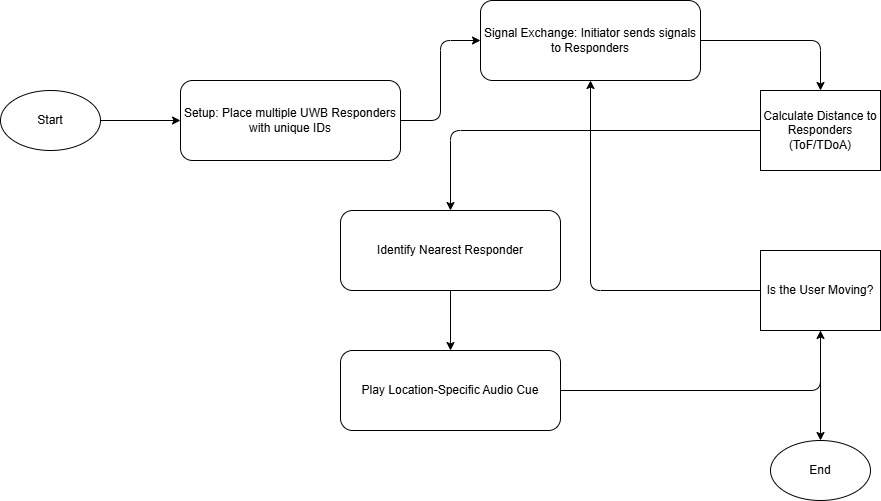 Start
Setup: Place multiple UWB Responders
with unique IDs
Signal Exchange: Initiator sends signals
to Responders
Calculate Distance to
Responders
(ToF/TDoA)
Identify Nearest Responder
Play Location-Specific Audio Cue
Is the User Moving?
End